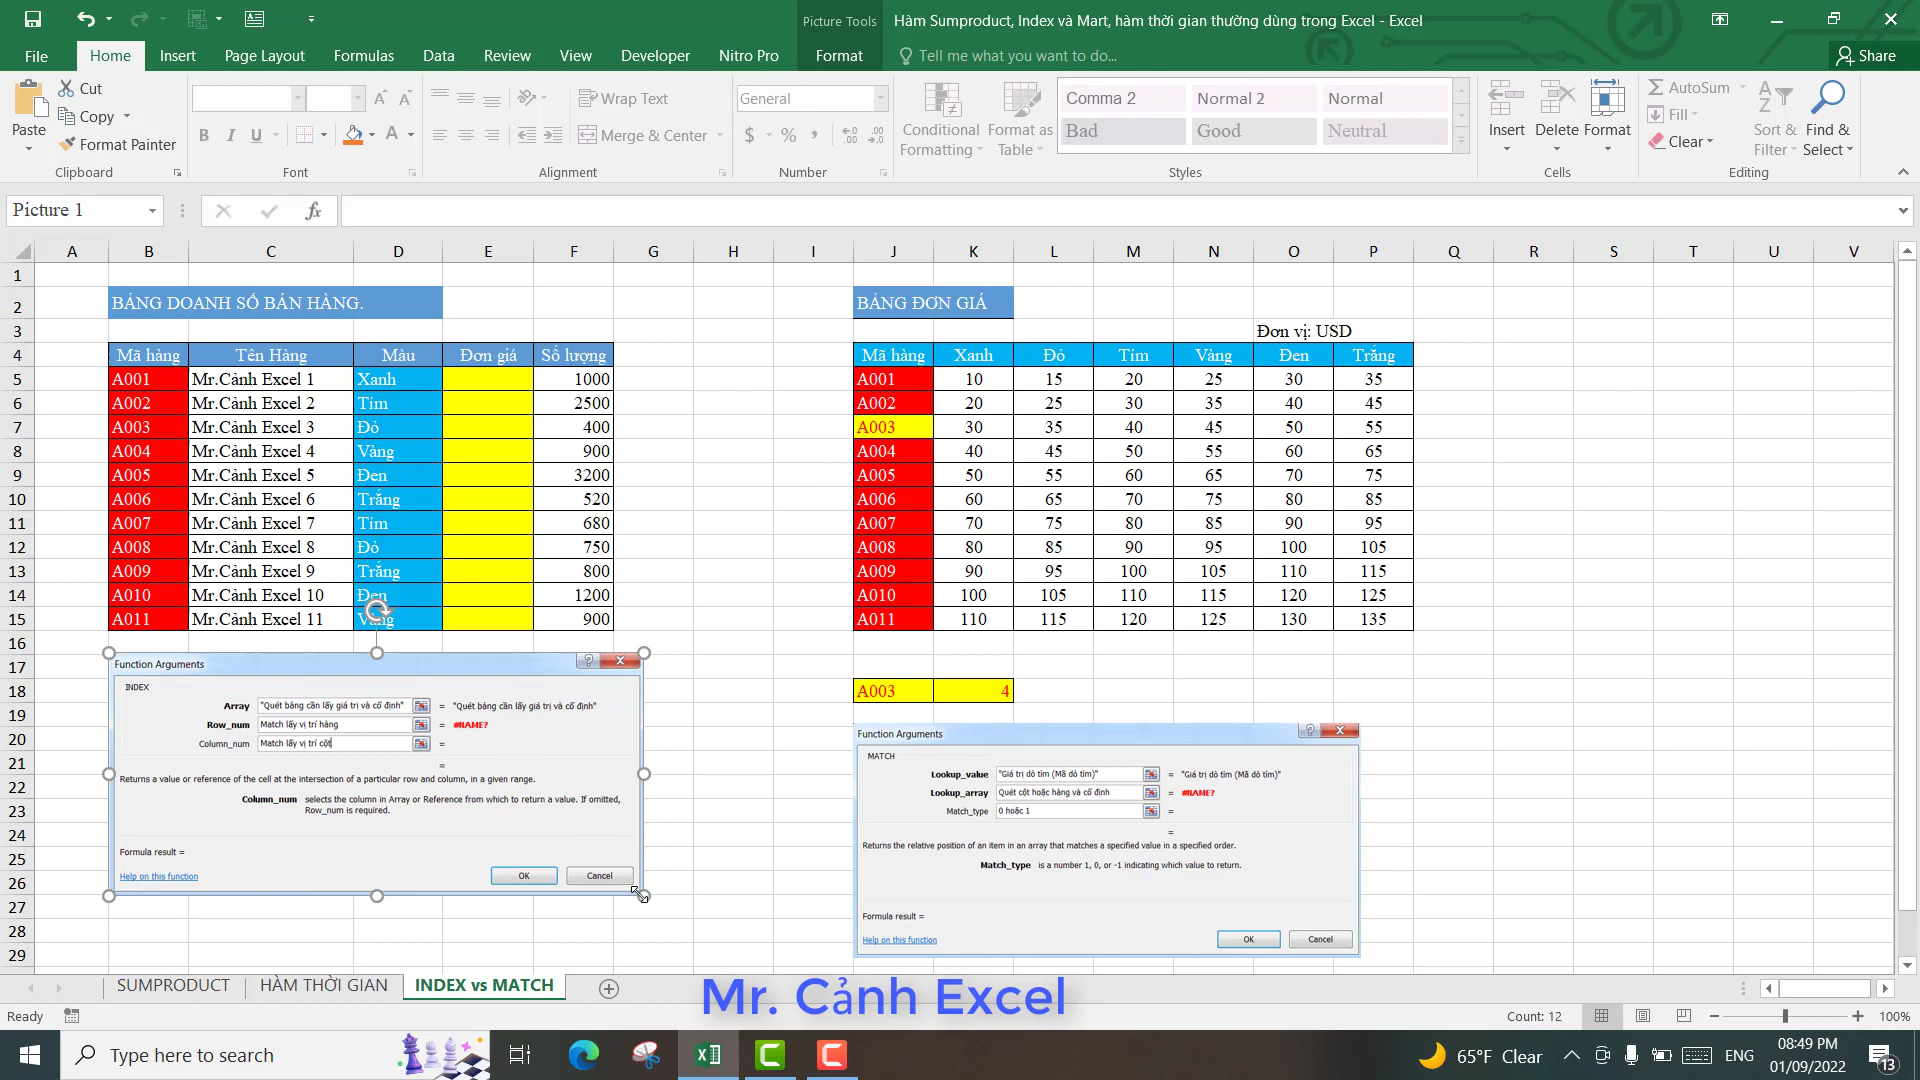 Picture Tools
Hàm Sumproduct, Index và Mart, hàm thời gian thường dùng trong Excel - Excel
File Home Insert Page Layout Formulas Data Review View Developer Nitro Pro Format Tell me what you want to do... Share
Paste Cut Copy Format Painter
Wrap Text Merge & Center
General
Conditional Formatting Format as Table
Comma 2 Normal 2 Normal
Bad Good Neutral
Insert Delete Format
AutoSum Fill Clear
Sort & Filter Find & Select
Clipboard Font Alignment Number Styles Cells Editing
Picture 1
A B C D E F G H I J K L M N O P Q R S T U V
1
2 BẢNG DOANH SỐ BÁN HÀNG. BẢNG ĐƠN GIÁ
3 Đơn vị: USD
4 Mã hàng Tên Hàng Màu Đơn giá Số lượng Mã hàng Xanh Đỏ Tím Vàng Đen Trắng
5 A001 Mr.Cảnh Excel 1 Xanh 1000 A001 10 15 20 25 30 35
6 A002 Mr.Cảnh Excel 2 Tím 2500 A002 20 25 30 35 40 45
7 A003 Mr.Cảnh Excel 3 Đỏ 400 A003 30 35 40 45 50 55
8 A004 Mr.Cảnh Excel 4 Vàng 900 A004 40 45 50 55 60 65
9 A005 Mr.Cảnh Excel 5 Đen 3200 A005 50 55 60 65 70 75
10 A006 Mr.Cảnh Excel 6 Trắng 520 A006 60 65 70 75 80 85
11 A007 Mr.Cảnh Excel 7 Tím 680 A007 70 75 80 85 90 95
12 A008 Mr.Cảnh Excel 8 Đỏ 750 A008 80 85 90 95 100 105
13 A009 Mr.Cảnh Excel 9 Trắng 800 A009 90 95 100 105 110 115
14 A010 Mr.Cảnh Excel 10 Đen 1200 A010 100 105 110 115 120 125
15 A011 Mr.Cảnh Excel 11 Vàng 900 A011 110 115 120 125 130 135
16
17
18 A003 4
19
20
21
22
23
24
25
26
27
28
29
Function Arguments
INDEX
Array "Quét bảng cần lấy giá trị và cố định" = "Quét bảng cần lấy giá trị và cố định"
Row_num Match lấy vị trí hàng = #NAME?
Column_num Match lấy vị trí cột =
=
Returns a value or reference of the cell at the intersection of a particular row and column, in a given range.
Column_num selects the column in Array or Reference from which to return a value. If omitted,
Row_num is required.
Formula result =
Help on this function OK Cancel
Function Arguments
MATCH
Lookup_value "Giá trị dò tìm (Mã dò tìm)" = "Giá trị dò tìm (Mã dò tìm)"
Lookup_array Quét cột hoặc hàng và cố định = #NAME?
Match_type 0 hoặc 1 =
=
Returns the relative position of an item in an array that matches a specified value in a specified order.
Match_type is a number 1, 0, or -1 indicating which value to return.
Formula result =
Help on this function OK Cancel
SUMPRODUCT HÀM THỜI GIAN INDEX vs MATCH
Mr. Cảnh Excel
Ready Count: 12 100%
Type here to search 65°F Clear ENG 08:49 PM
01/09/2022
13